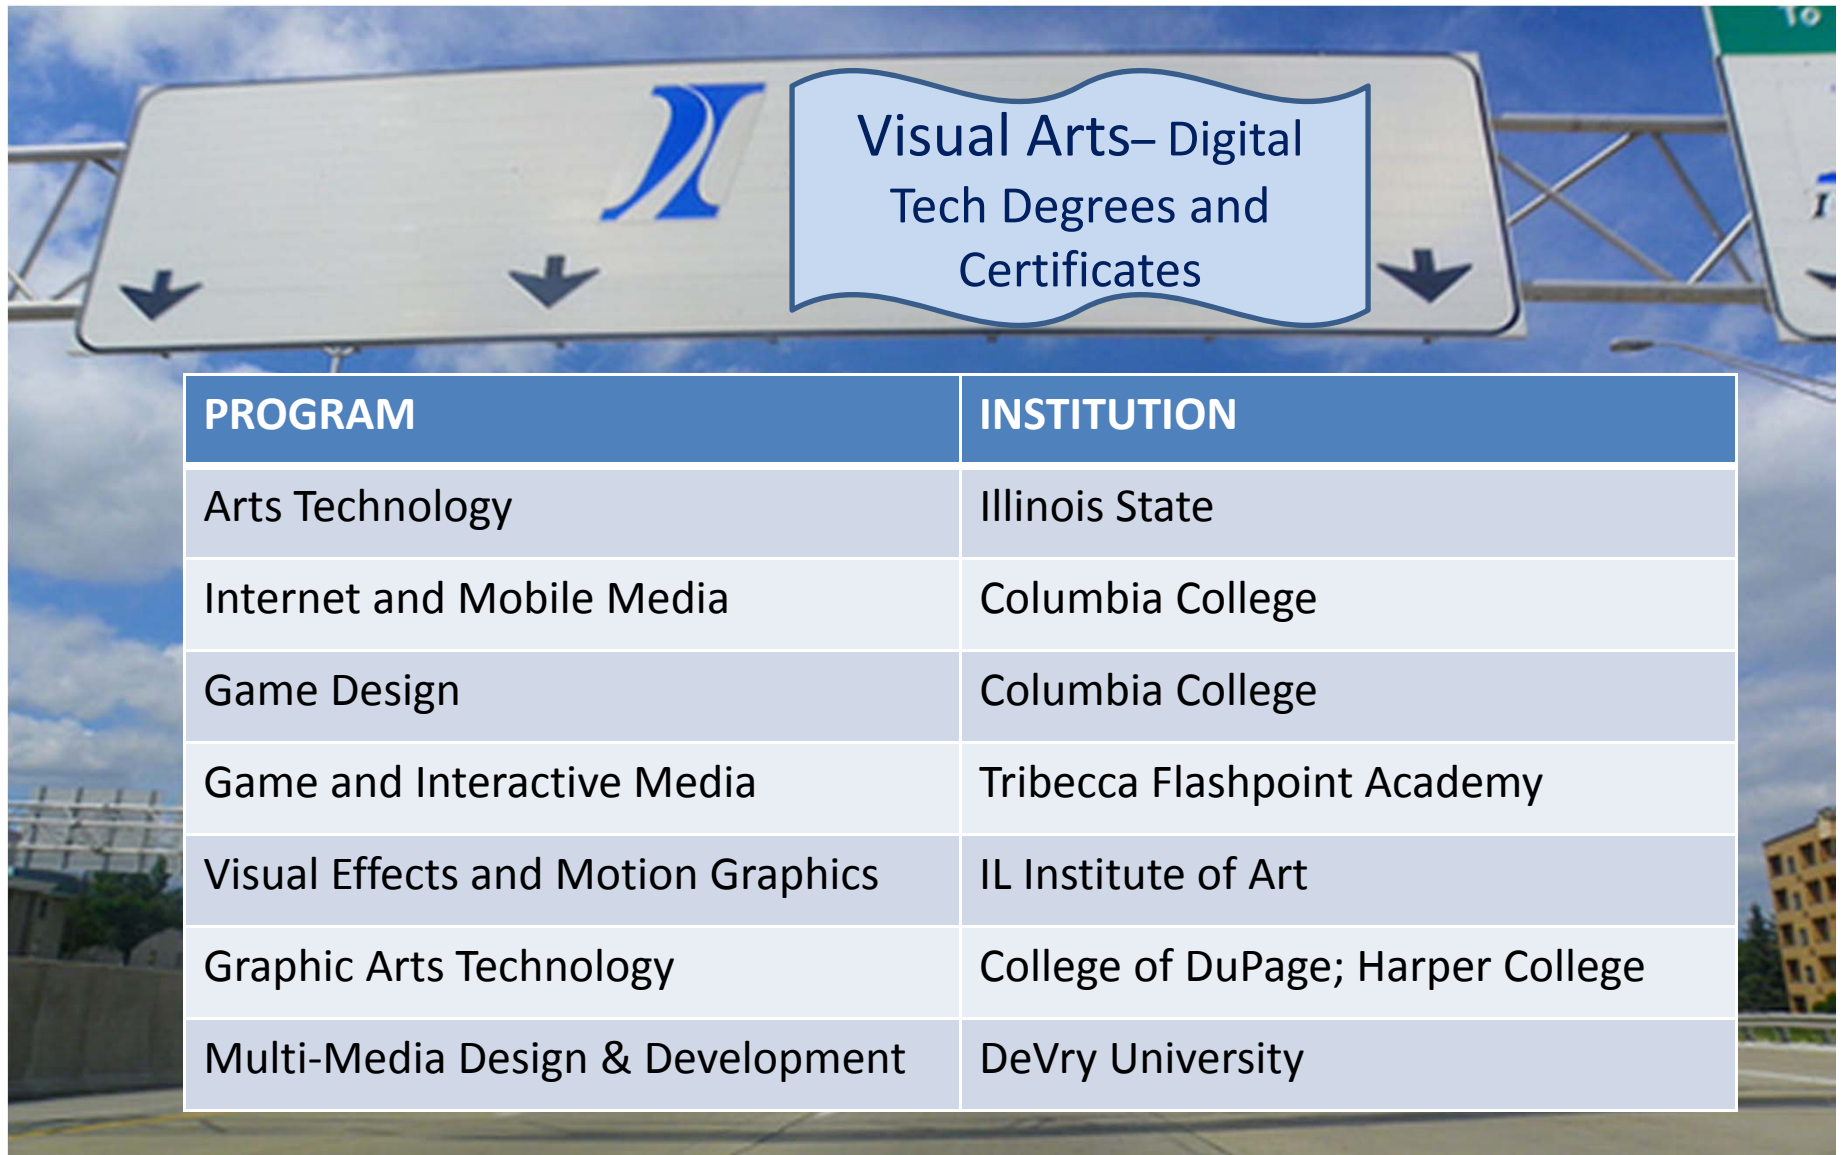 To
Visual Arts– Digital
Tech Degrees and
Certificates
PROGRAM INSTITUTION
Arts Technology Illinois State
Internet and Mobile Media Columbia College
Game Design Columbia College
Game and Interactive Media Tribecca Flashpoint Academy
Visual Effects and Motion Graphics IL Institute of Art
Graphic Arts Technology College of DuPage; Harper College
Multi-Media Design & Development DeVry University